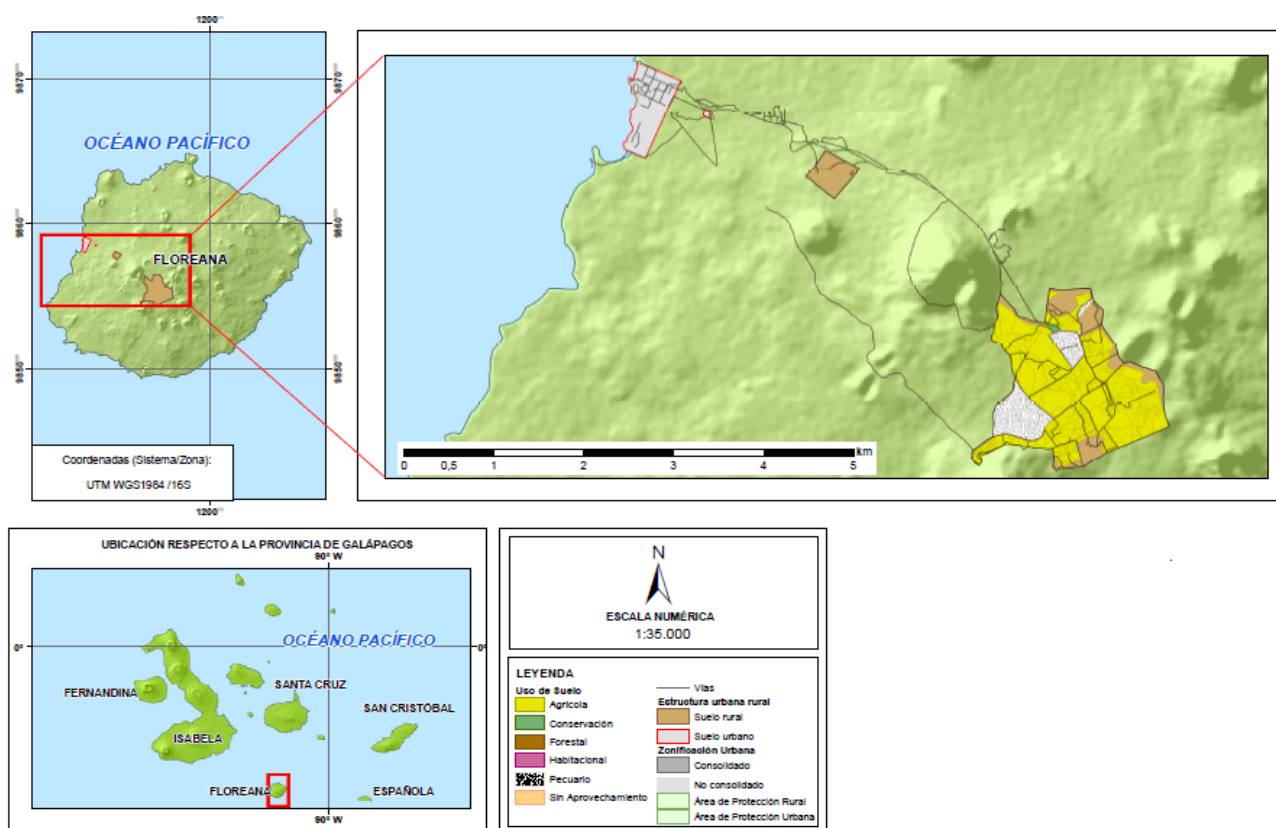 1200
9870
9870
OCÉANO PACÍFICO
9860
9860
FLOREANA
9850
9850
Coordenadas (Sistema/Zona):
UTM WGS1984 /16S
1200
km
0 0,5 1 2 3 4 5
UBICACIÓN RESPECTO A LA PROVINCIA DE GALÁPAGOS
90° W
OCÉANO PACÍFICO
0°
0°
FERNANDINA
SANTA CRUZ
SAN CRISTÓBAL
ISABELA
FLOREANA
ESPAÑOLA
90° W
N
ESCALA NUMÉRICA
1:35.000
LEYENDA
Uso de Suelo
Agrícola
Conservación
Forestal
Habitacional
Pecuario
Sin Aprovechamiento
Vías
Estructura urbana rural
Suelo rural
Suelo urbano
Zonificación Urbana
Consolidado
No consolidado
Área de Protección Rural
Área de Protección Urbana